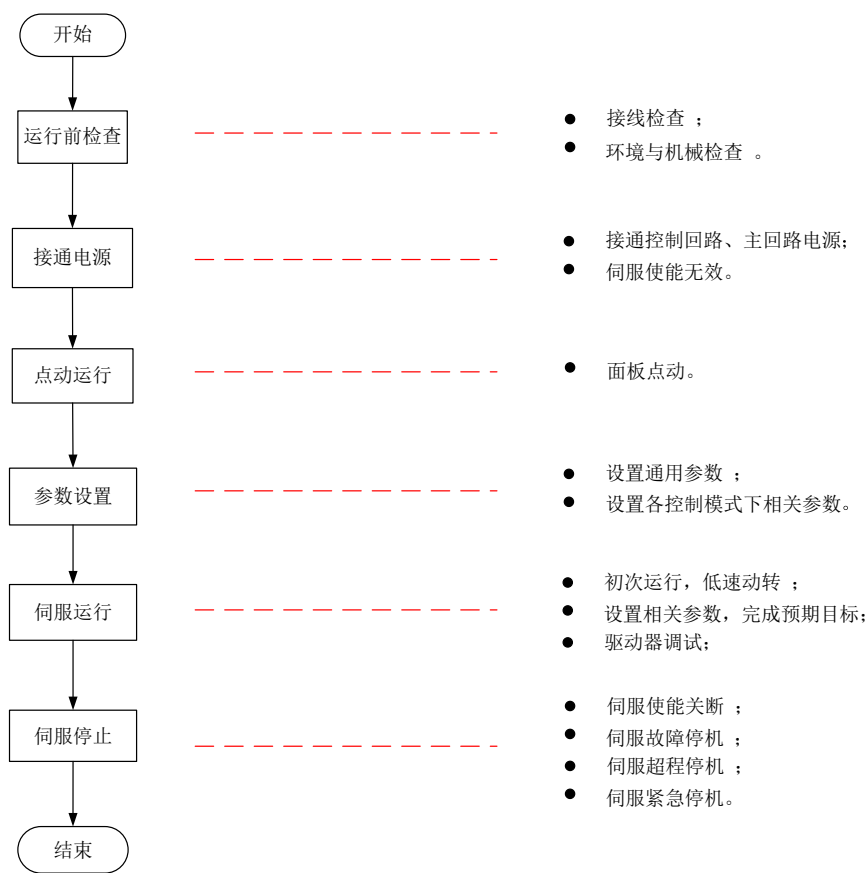 开始
运行前检查
● 接线检查 ;
● 环境与机械检查 。
接通电源
● 接通控制回路、主回路电源;
● 伺服使能无效。
点动运行
● 面板点动。
参数设置
● 设置通用参数 ;
● 设置各控制模式下相关参数。
伺服运行
● 初次运行，低速动转 ;
● 设置相关参数，完成预期目标;
● 驱动器调试;
伺服停止
● 伺服使能关断 ;
● 伺服故障停机 ;
● 伺服超程停机 ;
● 伺服紧急停机。
结束